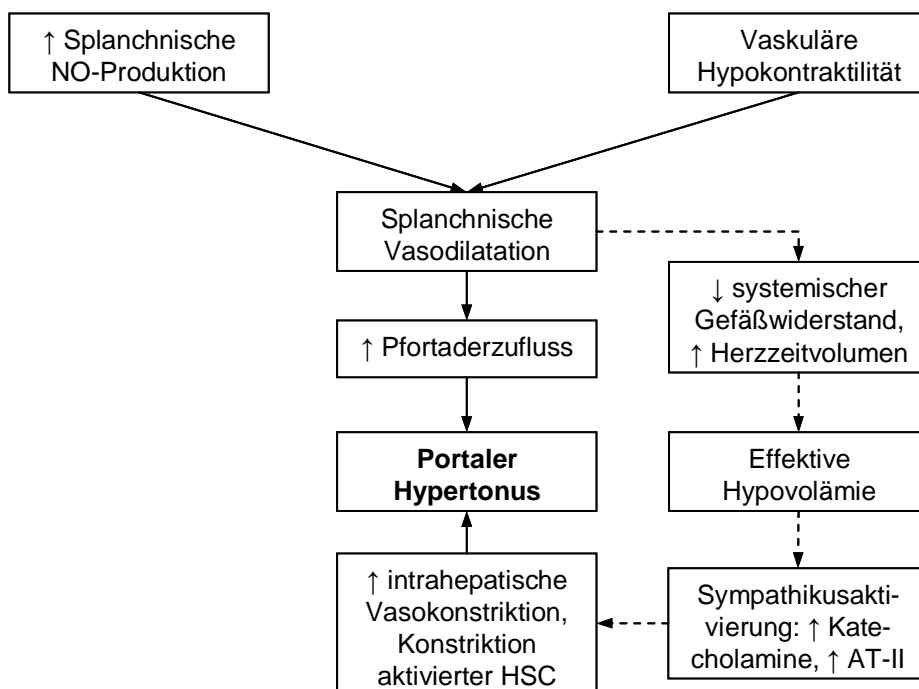 ↑ Splanchnische
NO-Produktion
Vaskuläre
Hypokontraktilität
Splanchnische
Vasodilatation
↓ systemischer
Gefäßwiderstand,
↑ Herzzeitvolumen
↑ Pfortaderzufluss
Portaler
Hypertonus
Effektive
Hypovolämie
↑ intrahepatische
Vasokonstriktion,
Konstriktion
aktivierter HSC
Sympathikusakti-
vierung: ↑ Kate-
cholamine, ↑ AT-II